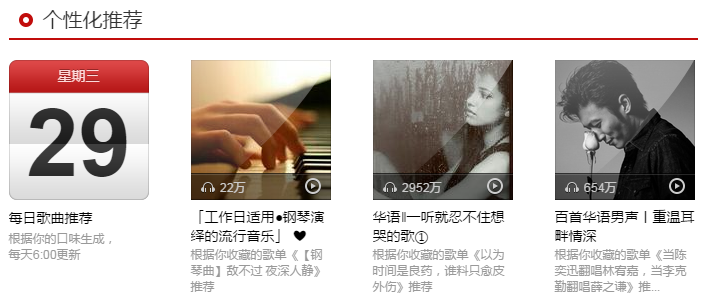 个性化推荐
星期三
29
每日歌曲推荐
根据你的口味生成，
每天6:00更新
22万
「工作日适用●钢琴演
绎的流行音乐」 ♥
根据你收藏的歌单《【钢
琴曲】敌不过 夜深人静》
推荐
2952万
华语‖一听就忍不住想
哭的歌①
根据你收藏的歌单《以为
时间是良药，谁料只愈皮
外伤》推荐
654万
百首华语男声丨重温耳
畔情深
根据你收藏的歌单《当陈
奕迅翻唱林宥嘉，当李克
勤翻唱薛之谦》推...